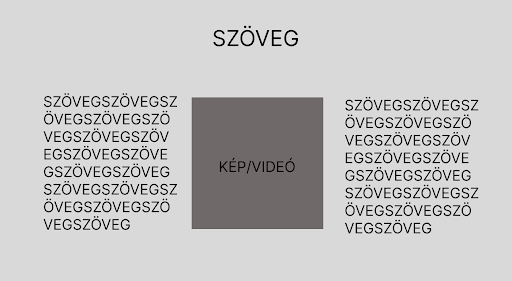 SZÖVEG
SZÖVEGSZÖVEGSZ
ÖVEGSZÖVEGSZÖ
VEGSZÖVEGSZÖV
EGSZÖVEGSZÖVE
GSZÖVEGSZÖVEG
SZÖVEGSZÖVEGSZ
ÖVEGSZÖVEGSZÖ
VEGSZÖVEG
KÉP/VIDEÓ
SZÖVEGSZÖVEGSZ
ÖVEGSZÖVEGSZÖ
VEGSZÖVEGSZÖV
EGSZÖVEGSZÖVE
GSZÖVEGSZÖVEG
SZÖVEGSZÖVEGSZ
ÖVEGSZÖVEGSZÖ
VEGSZÖVEG